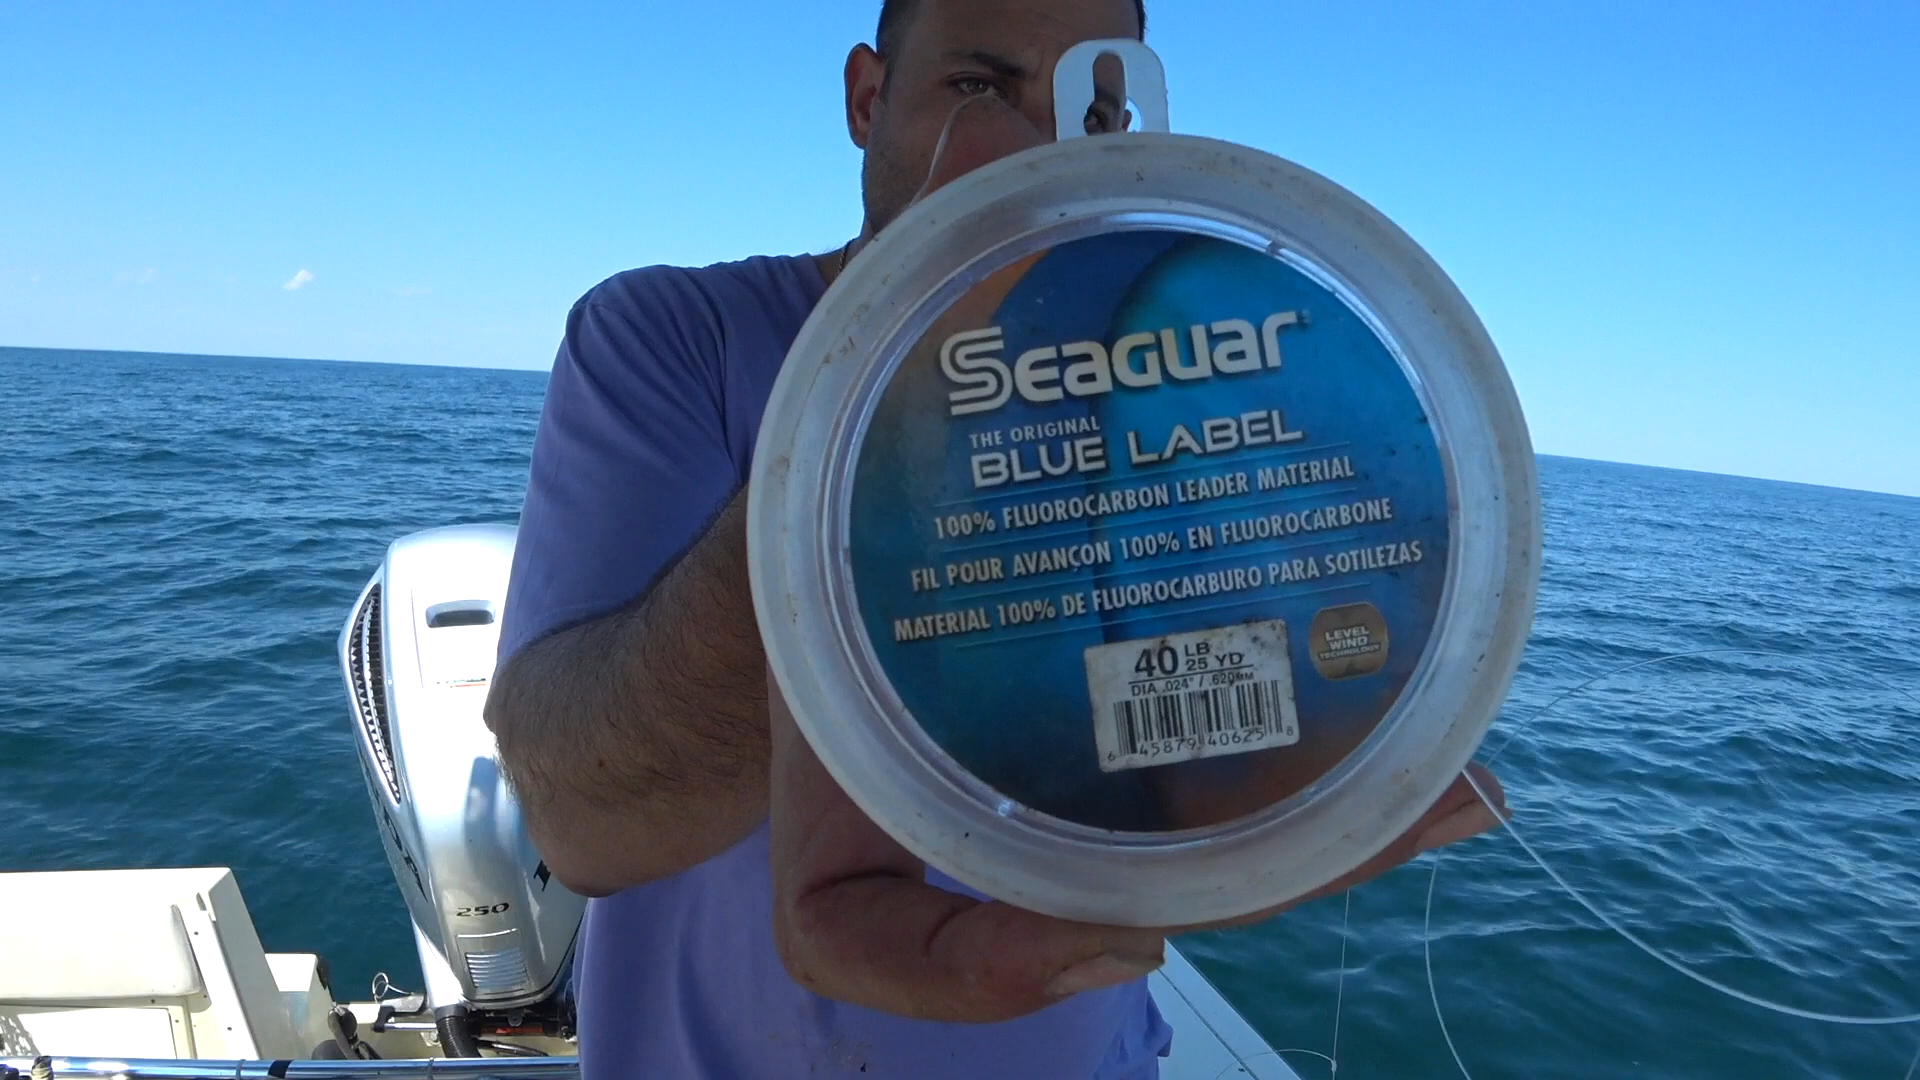 SEAGUAR
THE ORIGINAL
BLUE LABEL
100% FLUOROCARBON LEADER MATERIAL
FIL POUR AVANÇON 100% EN FLUOROCARBONE
MATERIAL 100% DE FLUOROCARBURO PARA SOTILEZAS
40 LB
25 YD
DIA .024" / .620MM
6 45879 40625 8
LEVEL
WIND
TECHNOLOGY
250